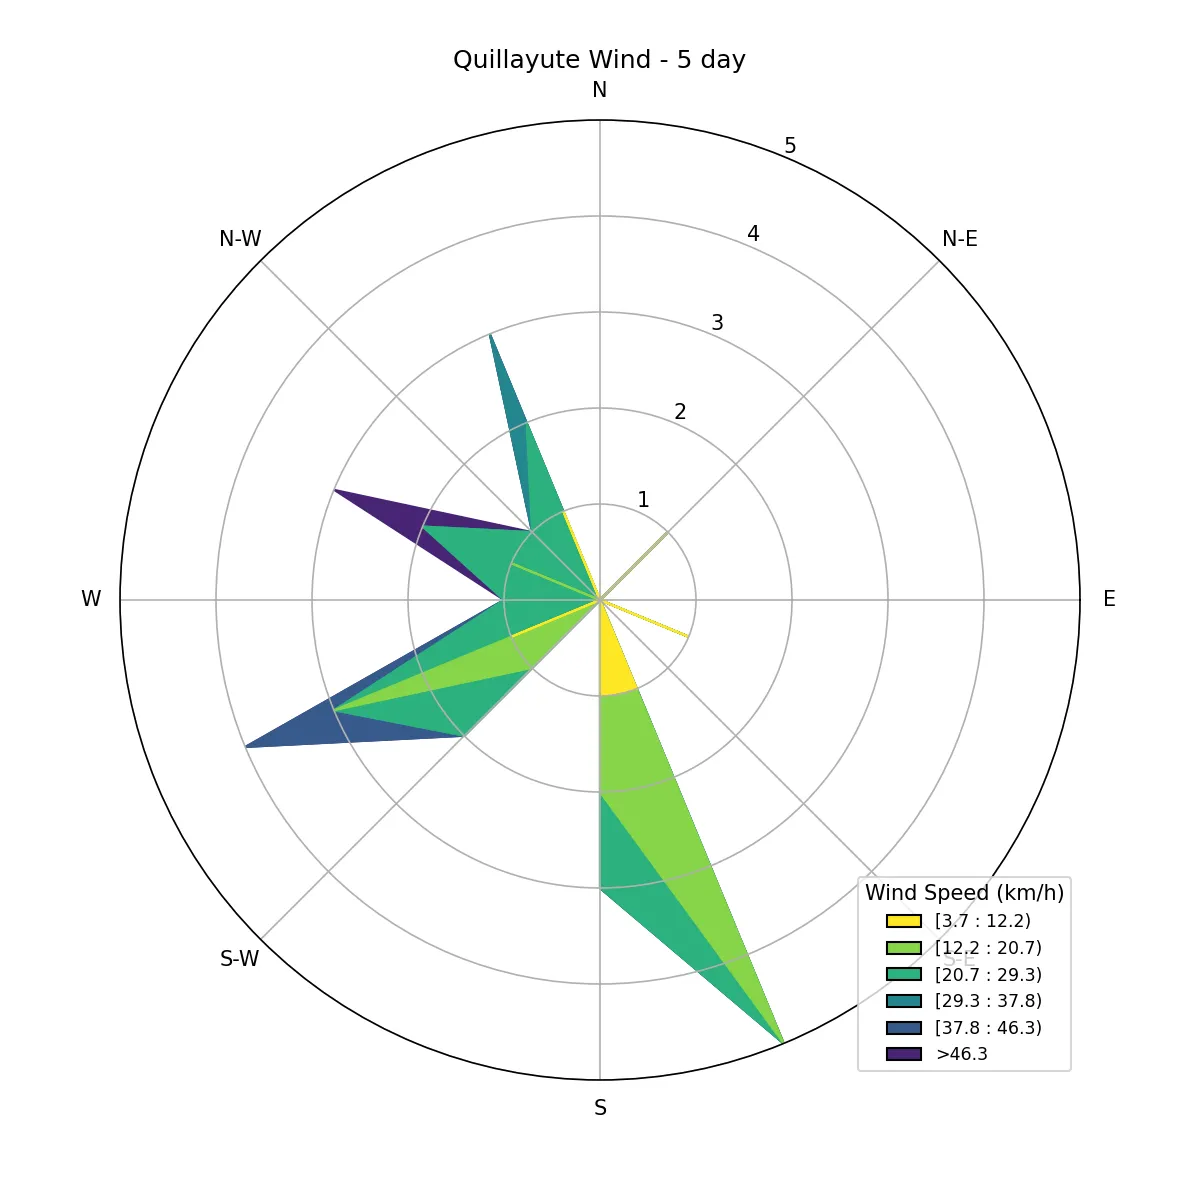 Quillayute Wind - 5 day
N
5
N-W
4
N-E
3
2
1
W
E
Wind Speed (km/h)
[3.7 : 12.2)
[12.2 : 20.7)
S-W
S-E
[20.7 : 29.3)
[29.3 : 37.8)
[37.8 : 46.3)
>46.3
S